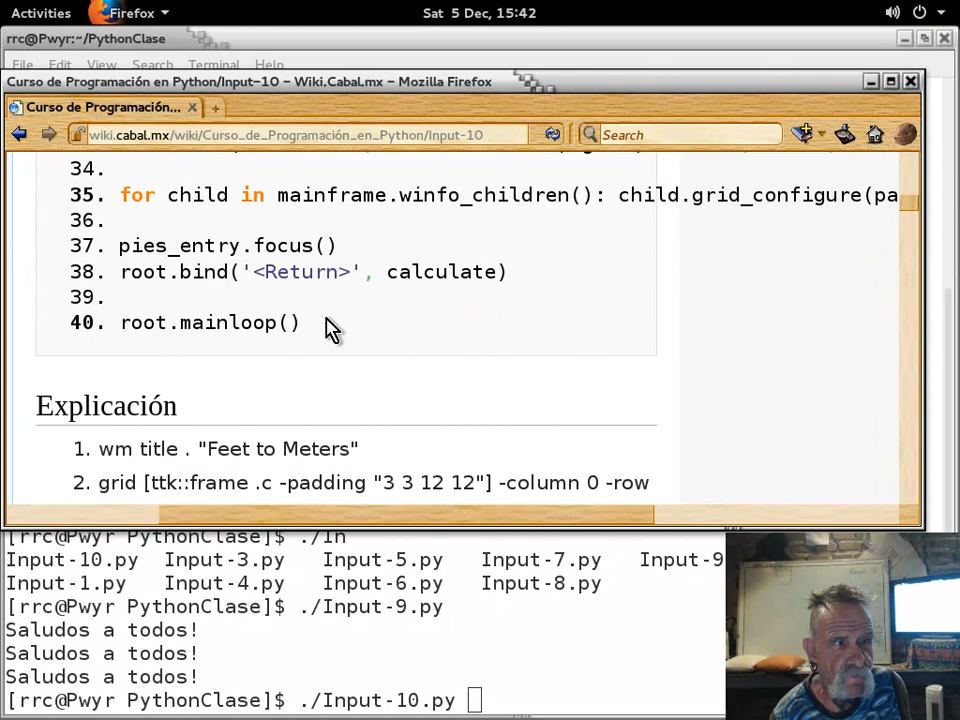 Activities Firefox Sat 5 Dec, 15:42
rrc@Pwyr:~/PythonClase
File Edit View Search Terminal Help
Curso de Programación en Python/Input-10 - Wiki.Cabal.mx - Mozilla Firefox
Curso de Programación...
wiki.cabal.mx/wiki/Curso_de_Programación_en_Python/Input-10 Search
34.
35. for child in mainframe.winfo_children(): child.grid_configure(pa
36.
37. pies_entry.focus()
38. root.bind('<Return>', calculate)
39.
40. root.mainloop()
Explicación
1. wm title . "Feet to Meters"
2. grid [ttk::frame .c -padding "3 3 12 12"] -column 0 -row
[rrc@Pwyr PythonClase]$ ./In
Input-10.py Input-3.py Input-5.py Input-7.py Input-9
Input-1.py Input-4.py Input-6.py Input-8.py
[rrc@Pwyr PythonClase]$ ./Input-9.py
Saludos a todos!
Saludos a todos!
Saludos a todos!
[rrc@Pwyr PythonClase]$ ./Input-10.py